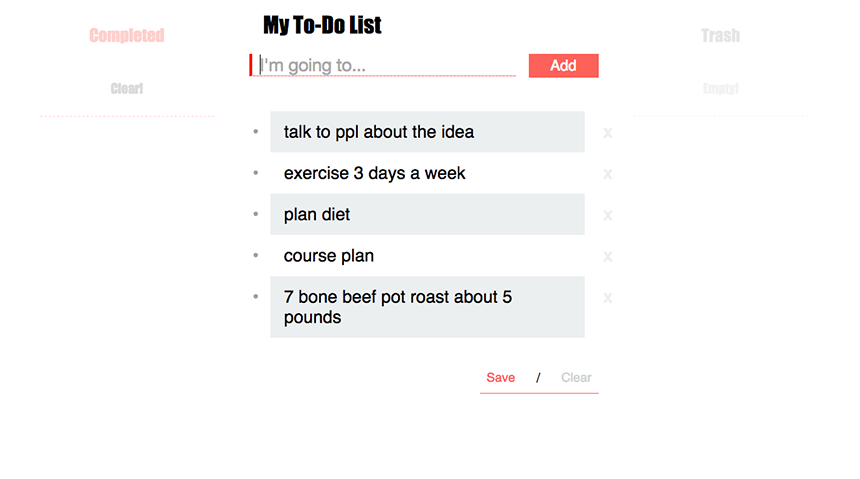 Completed
Clear!
My To-Do List
I'm going to...
Add
• talk to ppl about the idea x
• exercise 3 days a week x
• plan diet x
• course plan x
• 7 bone beef pot roast about 5 x
pounds
Save / Clear
Trash
Empty!